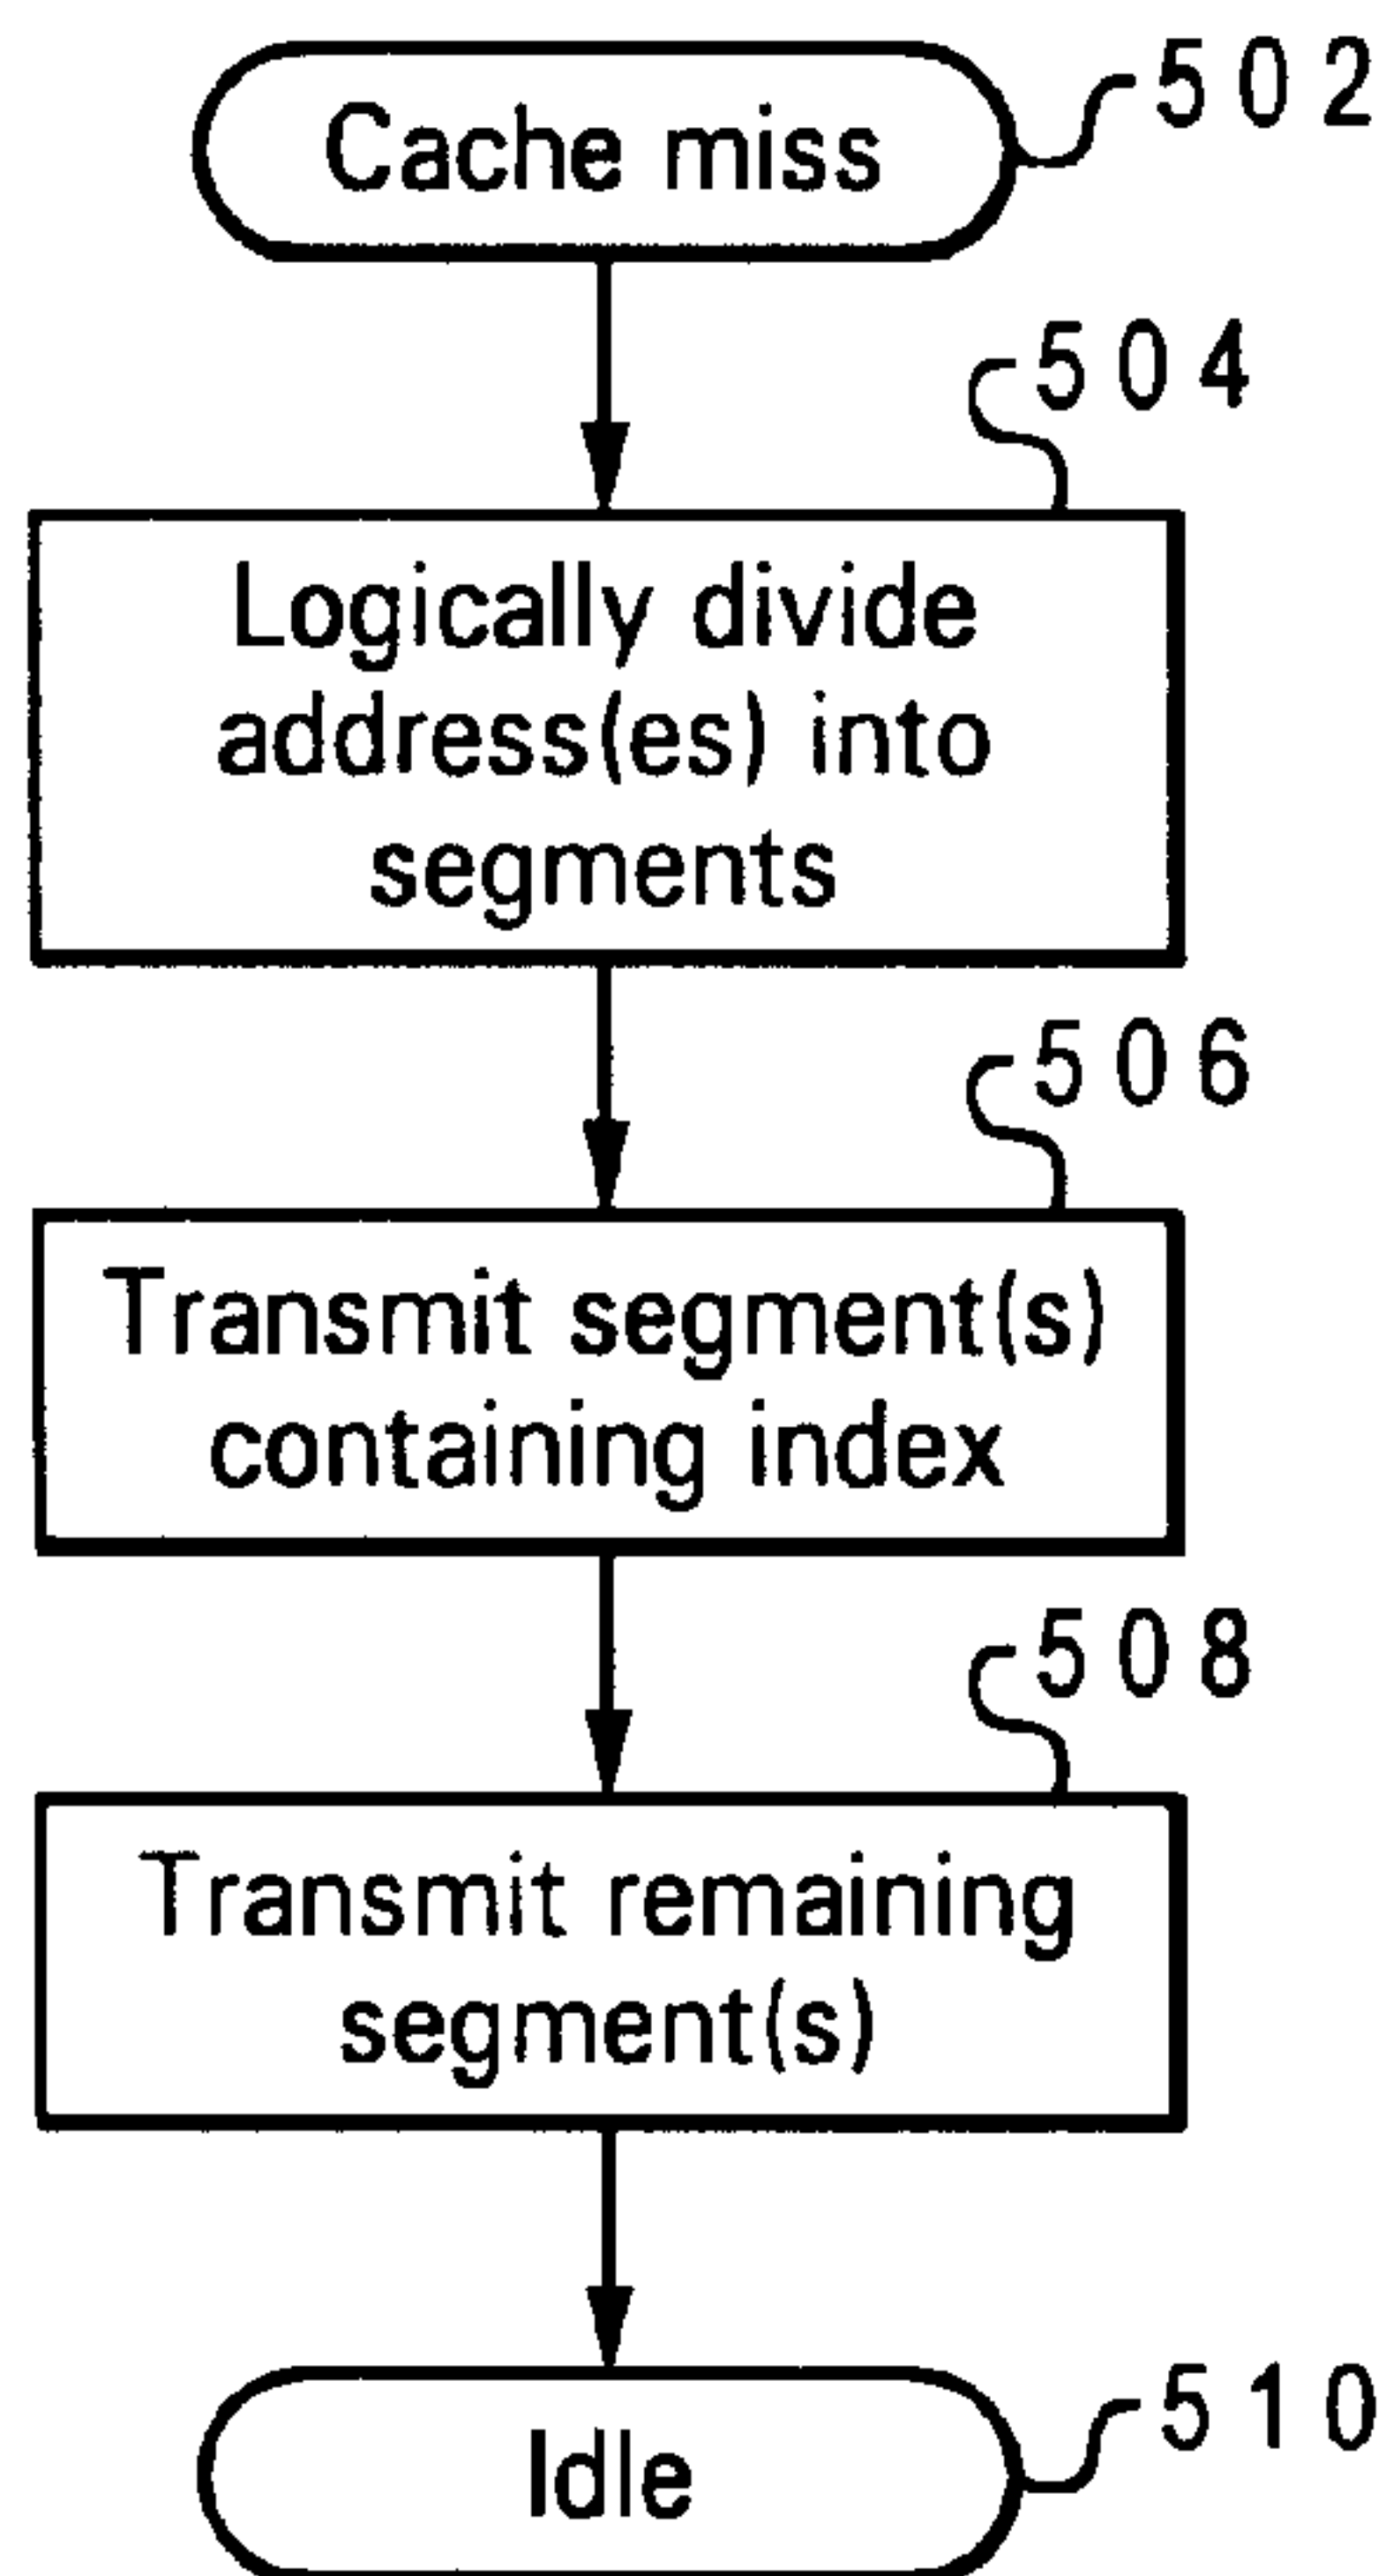 Cache miss
502
504
Logically divide
address(es) into
segments
506
Transmit segment(s)
containing index
508
Transmit remaining
segment(s)
Idle
510